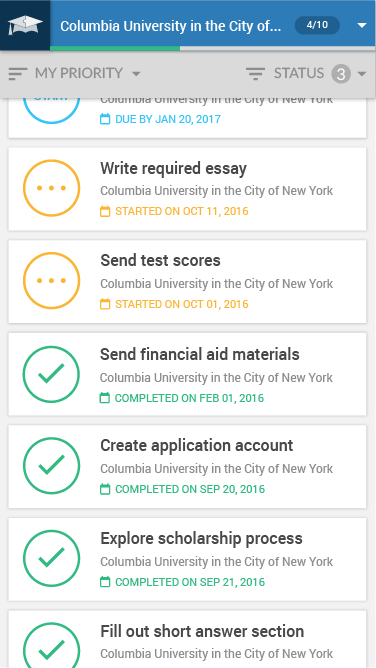 Columbia University in the City of... 4/10
MY PRIORITY STATUS 3
START
Columbia University in the City of New York
DUE BY JAN 20, 2017
Write required essay
Columbia University in the City of New York
STARTED ON OCT 11, 2016
Send test scores
Columbia University in the City of New York
STARTED ON OCT 01, 2016
Send financial aid materials
Columbia University in the City of New York
COMPLETED ON FEB 01, 2016
Create application account
Columbia University in the City of New York
COMPLETED ON SEP 20, 2016
Explore scholarship process
Columbia University in the City of New York
COMPLETED ON SEP 21, 2016
Fill out short answer section
Columbia University in the City of New York